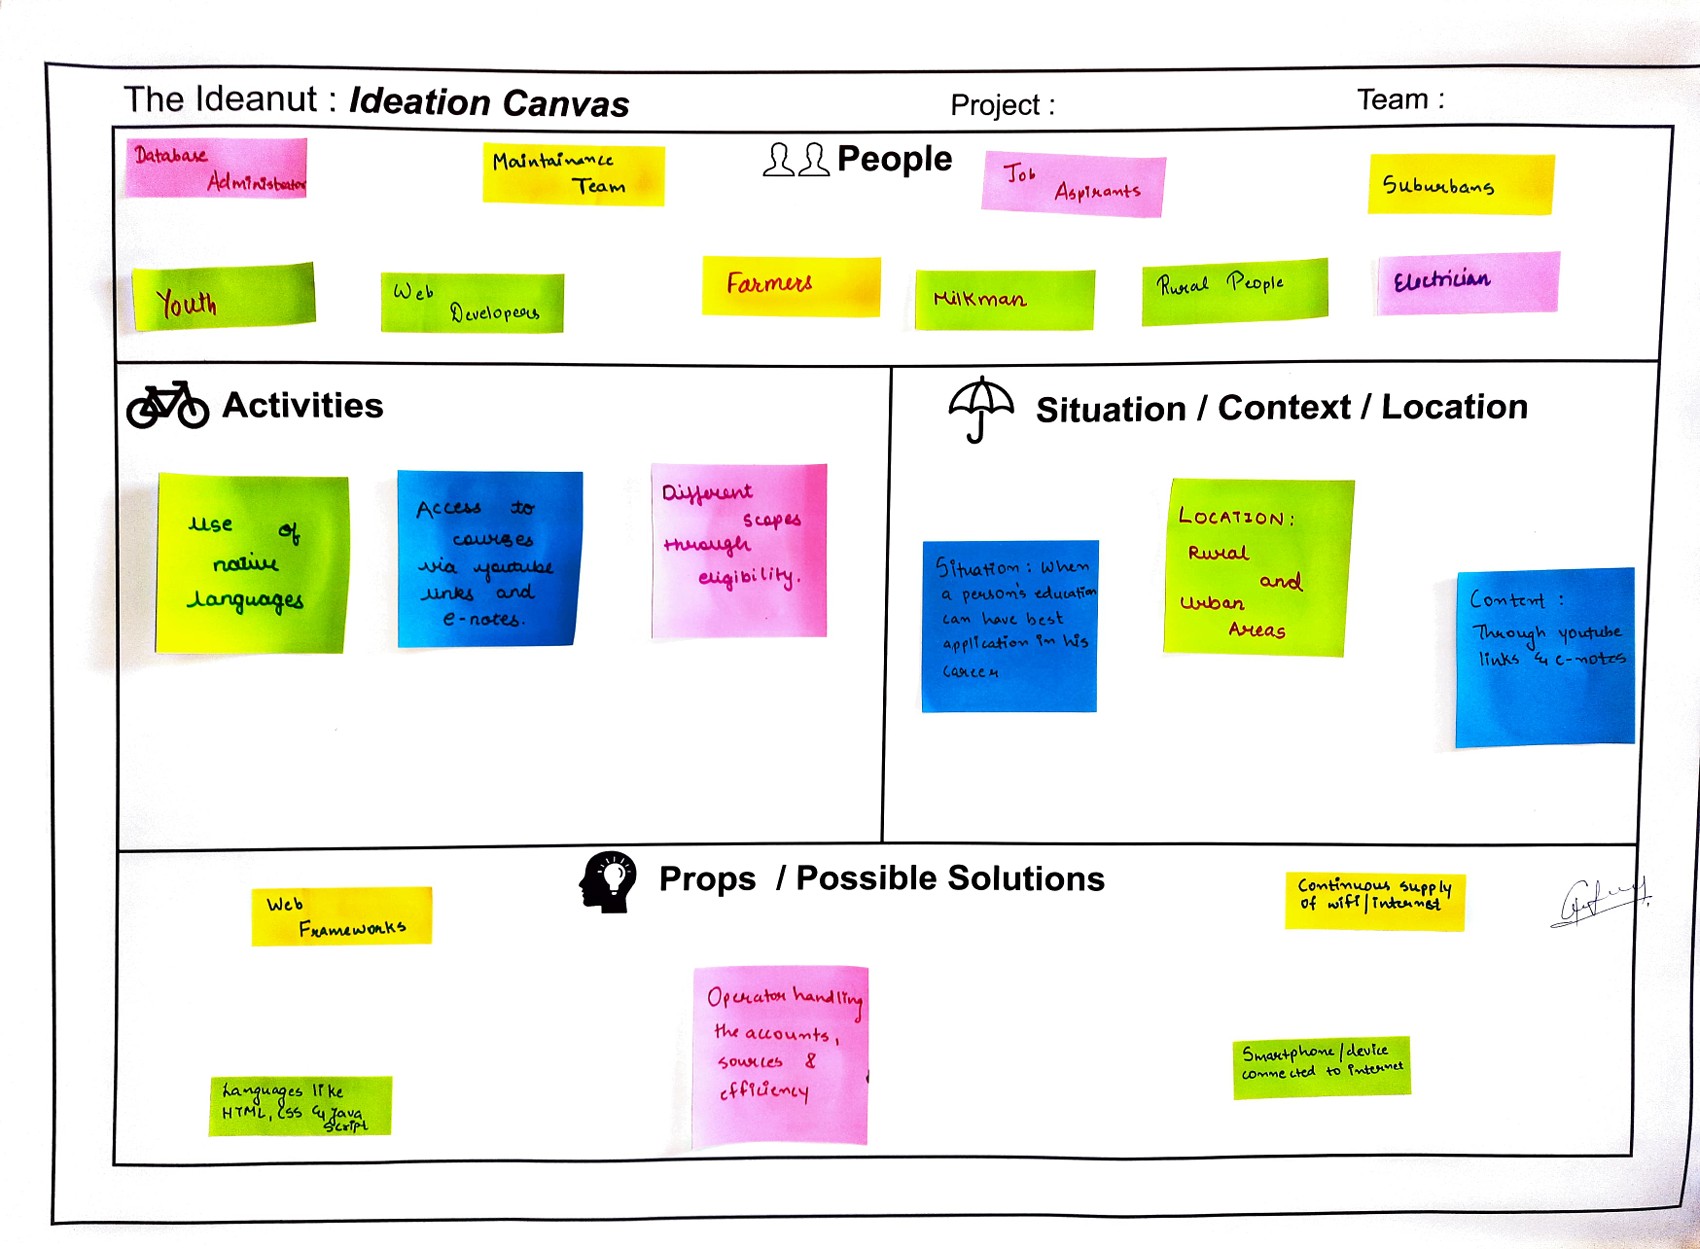 The Ideanut : Ideation Canvas
Project :
Team :
People
Database
Administrator
Maintainance
Team
Job
Aspirants
Suburbans
Youth
Web
Developers
Farmers
Milkman
Rural People
Electrician
Activities
Use of
native
languages
Access to
courses
via youtube
links and
e-notes.
Different
scopes
through
eligibility.
Situation / Context / Location
Situation : When
a person's education
can have best
application in his
career
LOCATION:
Rural
and
Urban
Areas
Context :
Through youtube
links & e-notes
Props / Possible Solutions
Web
Frameworks
Languages like
HTML, CSS & Java
Script
Operator handling
the accounts,
sources &
efficiency
Continuous supply
of wifi/internet
Smartphone/device
connected to internet